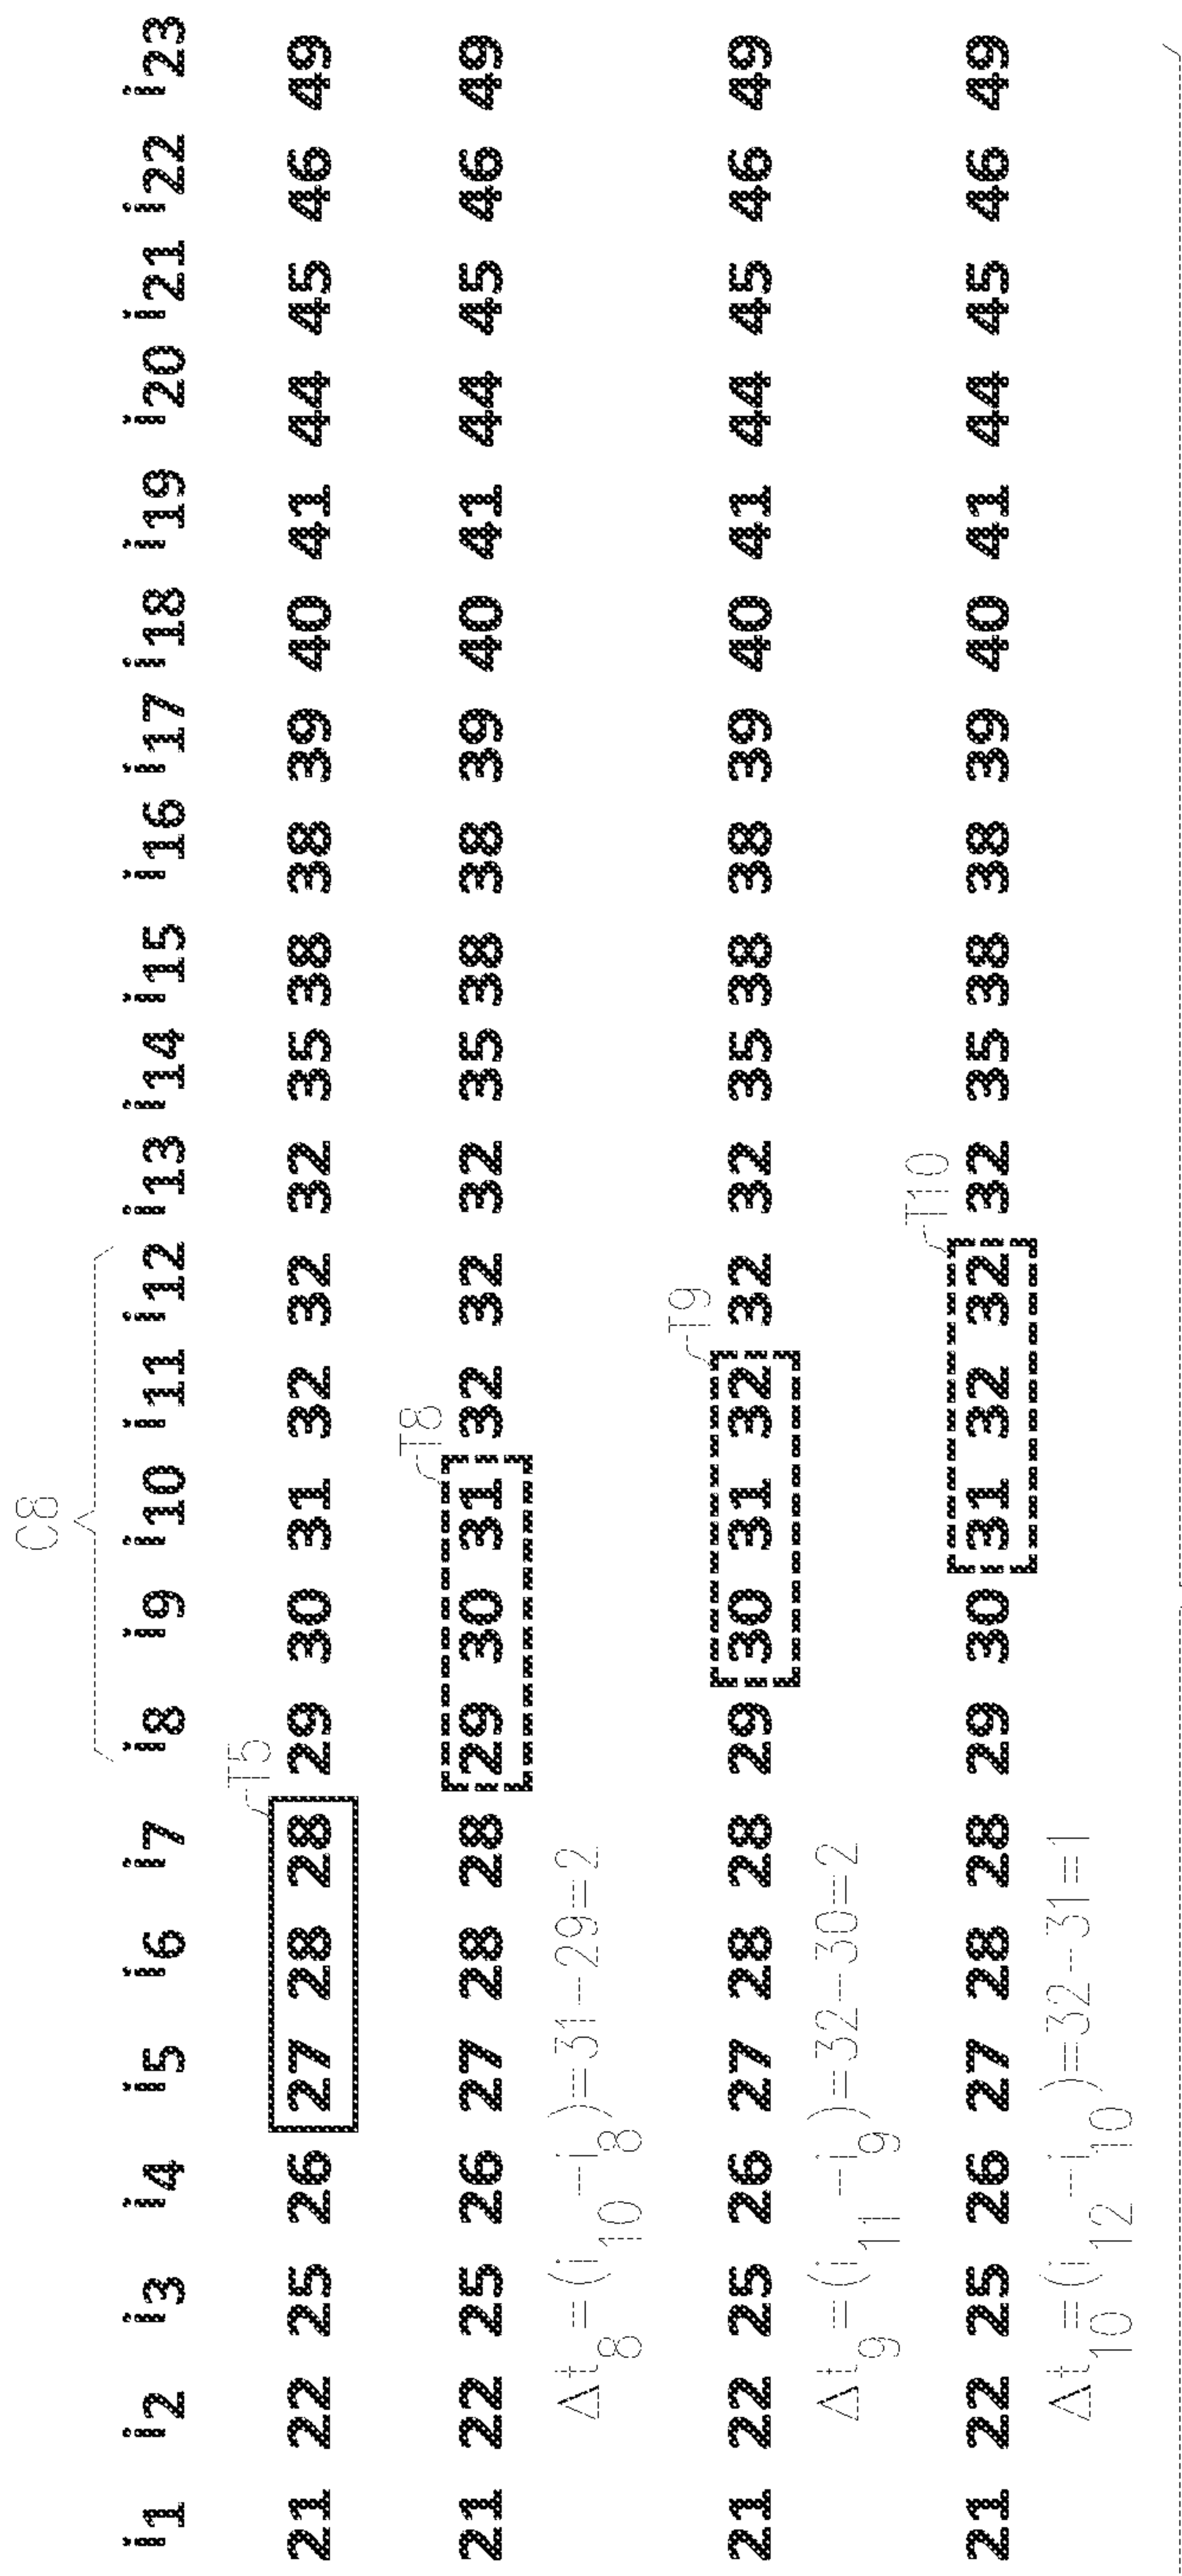 C8
i1 i2 i3 i4 i5 i6 i7 i8 i9 i10 i11 i12 i13 i14 i15 i16 i17 i18 i19 i20 i21 i22 i23
T5
21 22 25 26 27 28 28 29 30 31 32 32 32 35 38 38 39 40 41 44 45 46 49
T8
21 22 25 26 27 28 28 29 30 31 32 32 32 35 38 38 39 40 41 44 45 46 49
Δt8=(i10-i8)=31-29=2
T9
21 22 25 26 27 28 28 29 30 31 32 32 32 35 38 38 39 40 41 44 45 46 49
Δt9=(i11-i9)=32-30=2
T10
21 22 25 26 27 28 28 29 30 31 32 32 32 35 38 38 39 40 41 44 45 46 49
Δt10=(i12-i10)=32-31=1